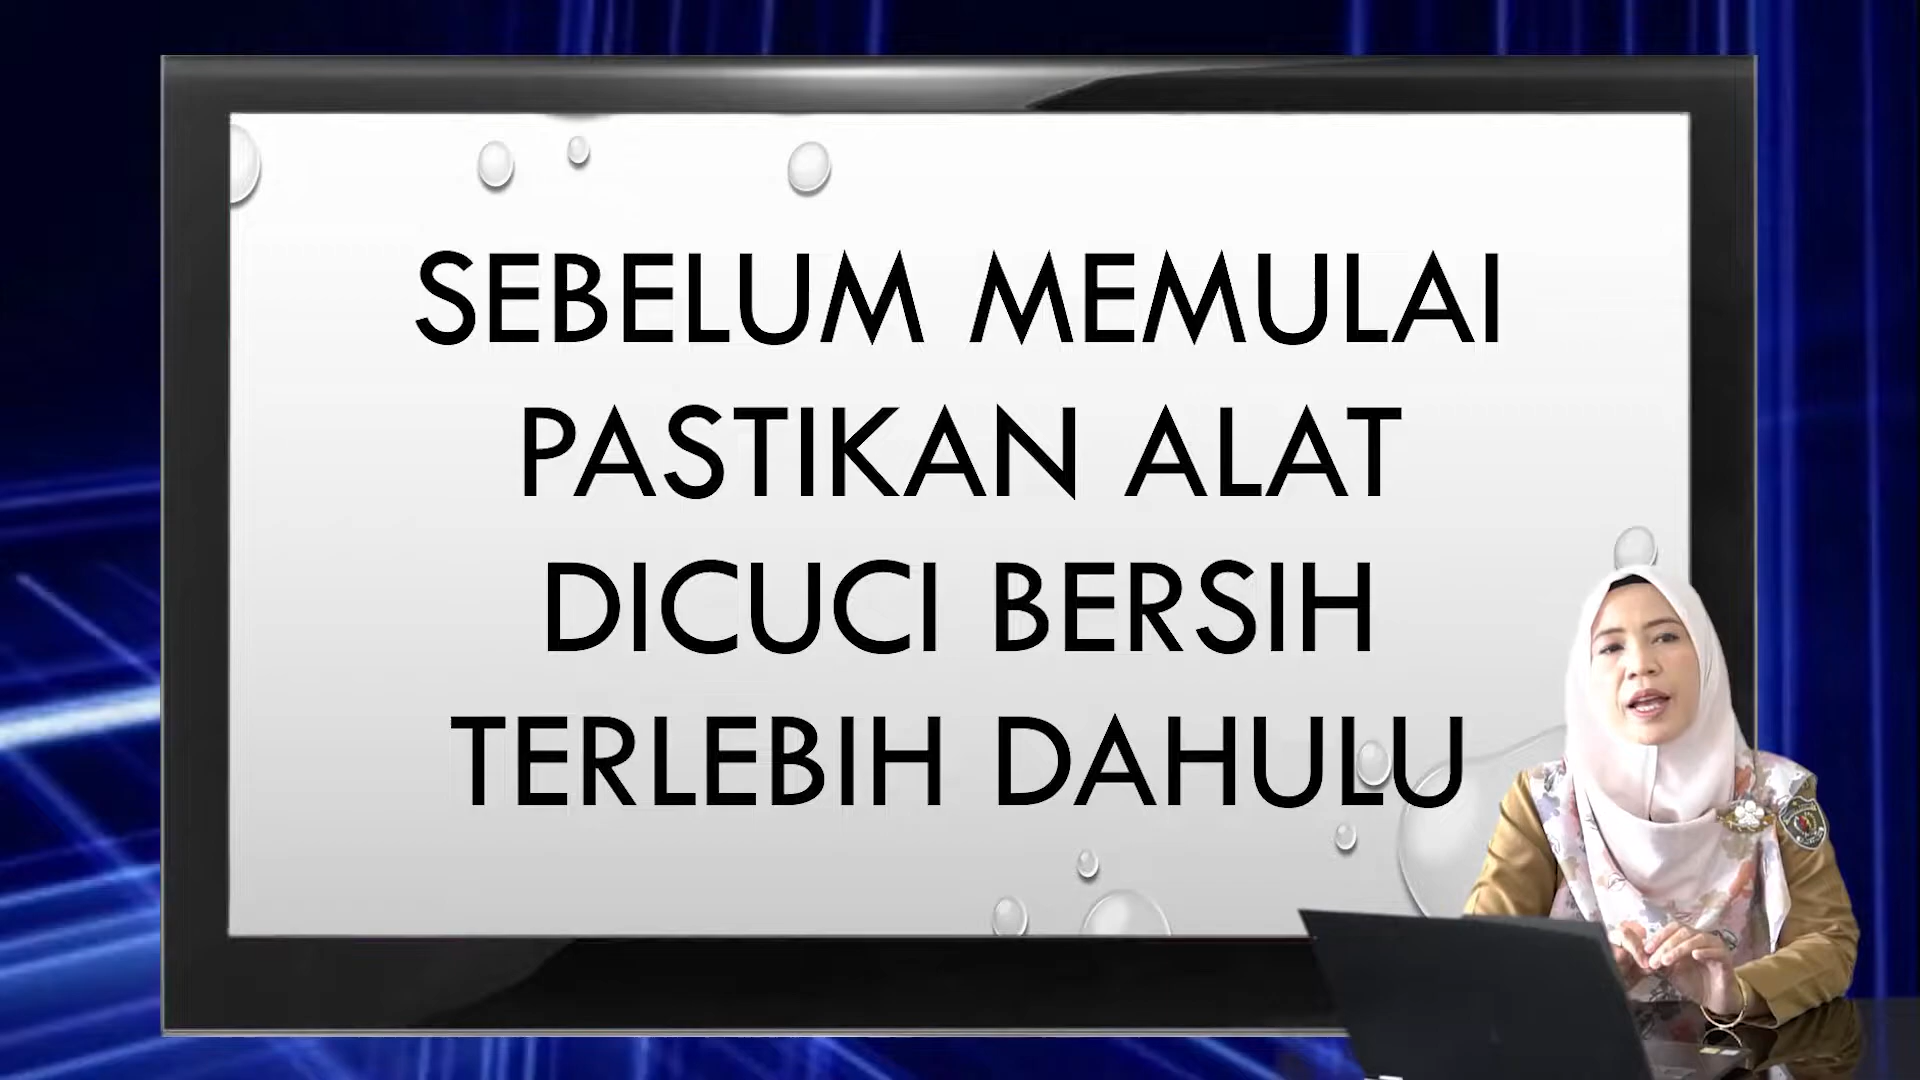 SEBELUM MEMULAI
PASTIKAN ALAT
DICUCI BERSIH
TERLEBIH DAHULU